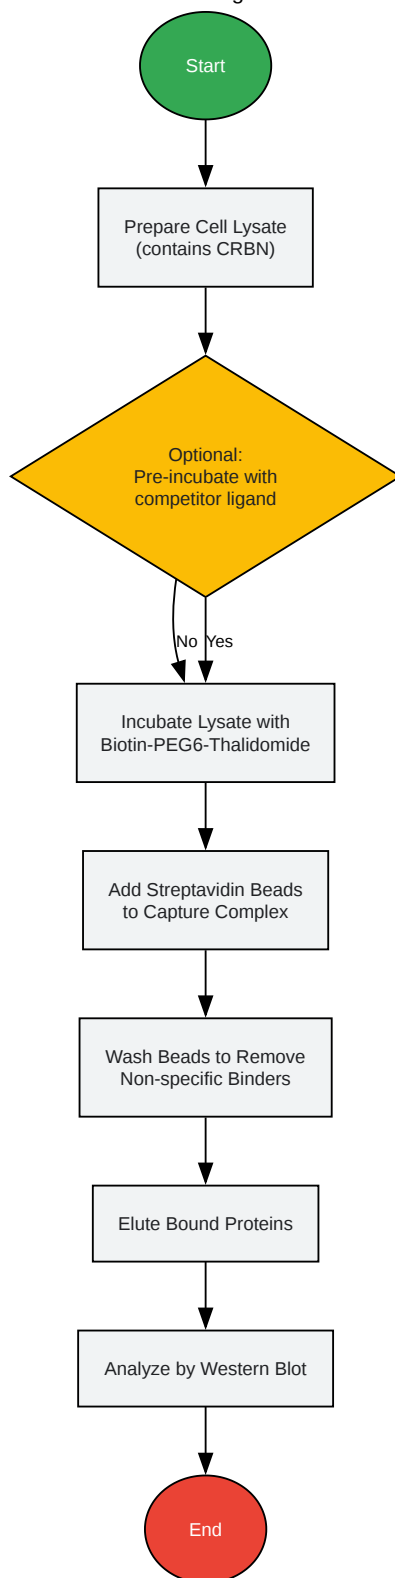 Start
Prepare Cell Lysate
(contains CRBN)
Optional:
Pre-incubate with
competitor ligand
No Yes
Incubate Lysate with
Biotin-PEG6-Thalidomide
Add Streptavidin Beads
to Capture Complex
Wash Beads to Remove
Non-specific Binders
Elute Bound Proteins
Analyze by Western Blot
End